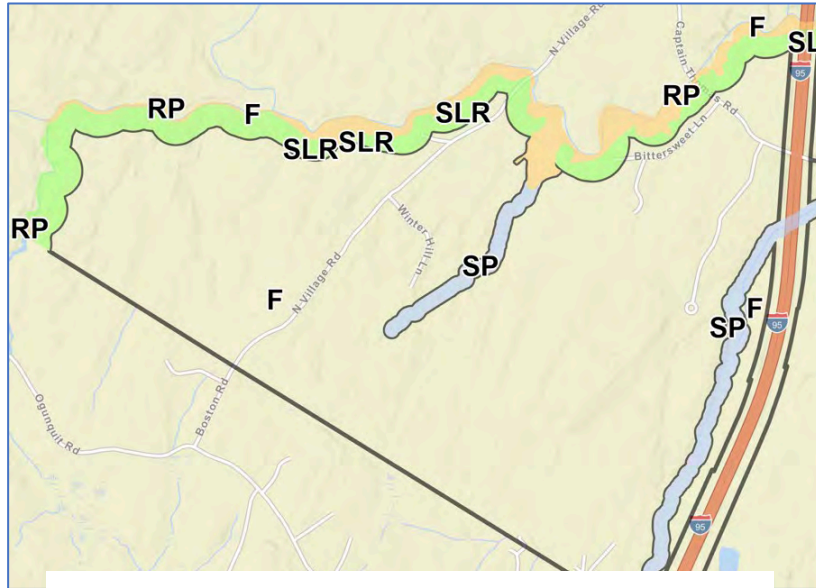 F
SL
95
N Village Rd
Captain Thomas Rd
RP
F
SLR
SLR
SLR
RP
Bittersweet Ln
RP
Winter Hill Ln
SP
F
N Village Rd
F
SP
95
Ogunquit Rd
Boston Rd
95